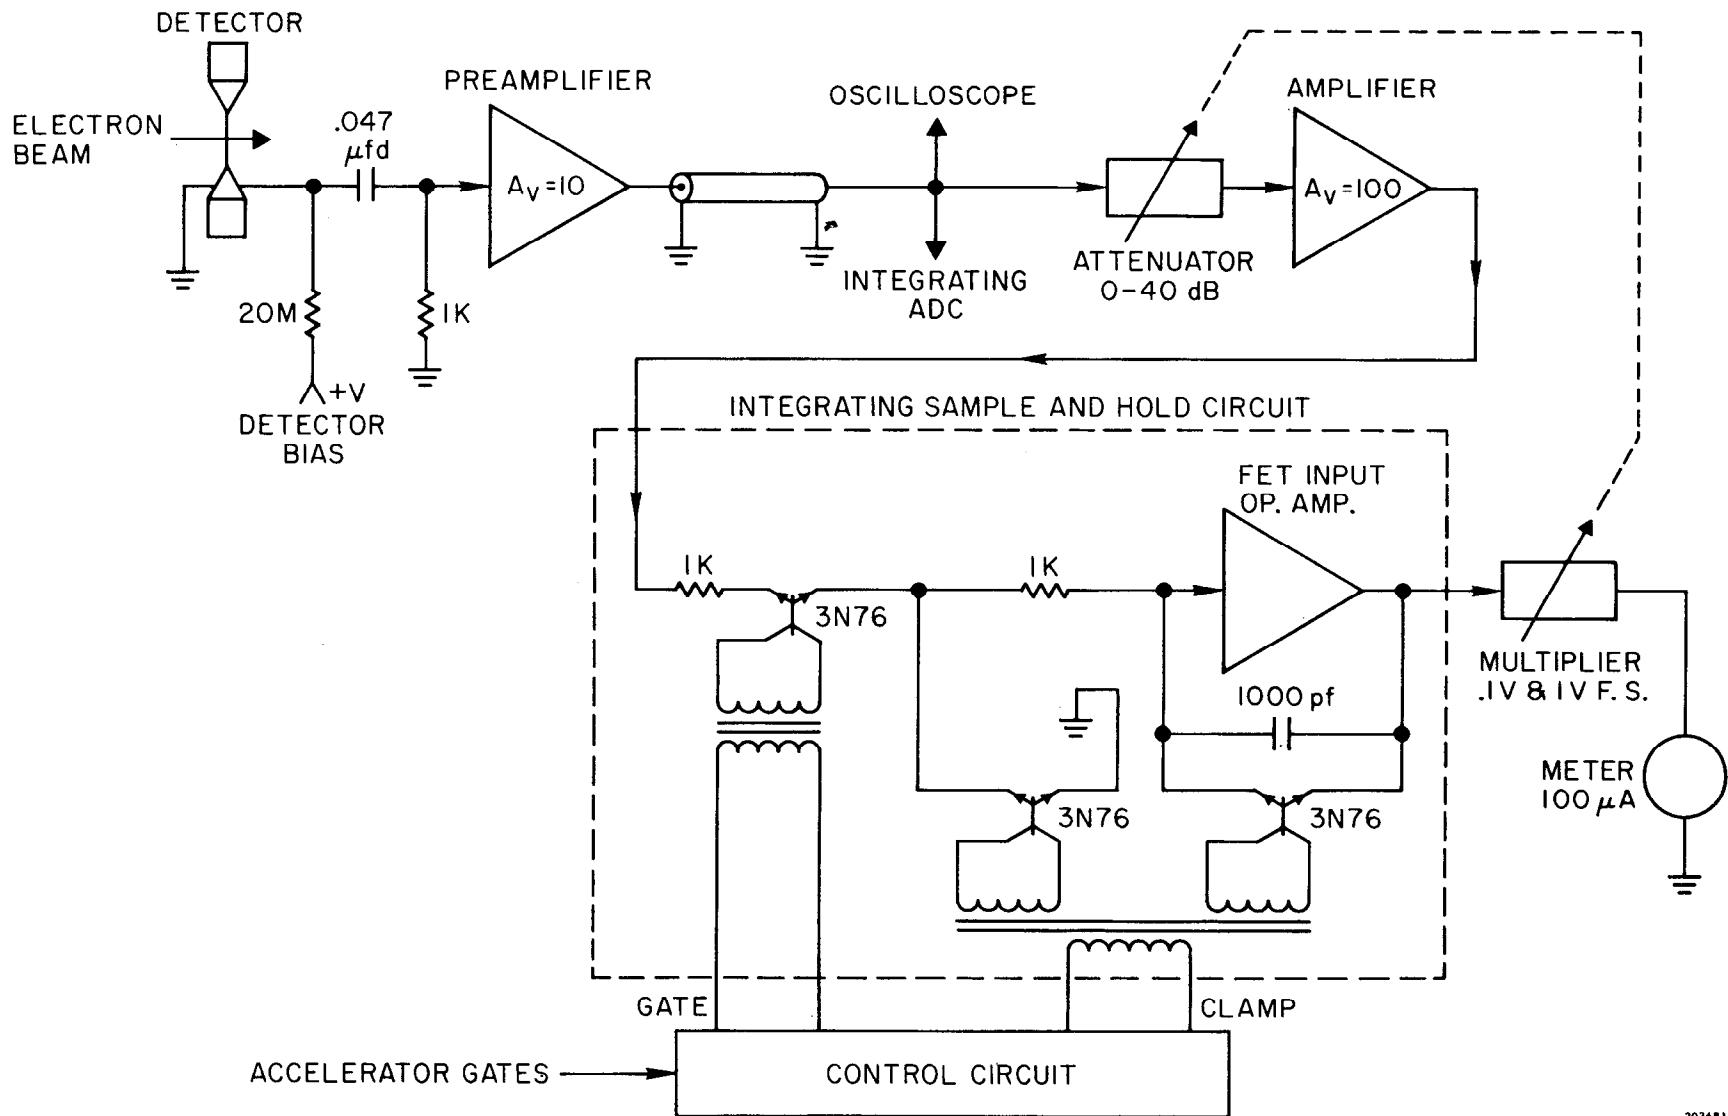 DETECTOR
ELECTRON
BEAM
.047
μfd
PREAMPLIFIER
A_V=10
20M
1K
+V
DETECTOR
BIAS
OSCILLOSCOPE
INTEGRATING
ADC
ATTENUATOR
0-40 dB
AMPLIFIER
A_V=100
INTEGRATING SAMPLE AND HOLD CIRCUIT
1K
3N76
1K
FET INPUT
OP. AMP.
1000 pf
3N76
3N76
MULTIPLIER
.1V & 1V F.S.
METER
100 μA
GATE
CLAMP
ACCELERATOR GATES
CONTROL CIRCUIT